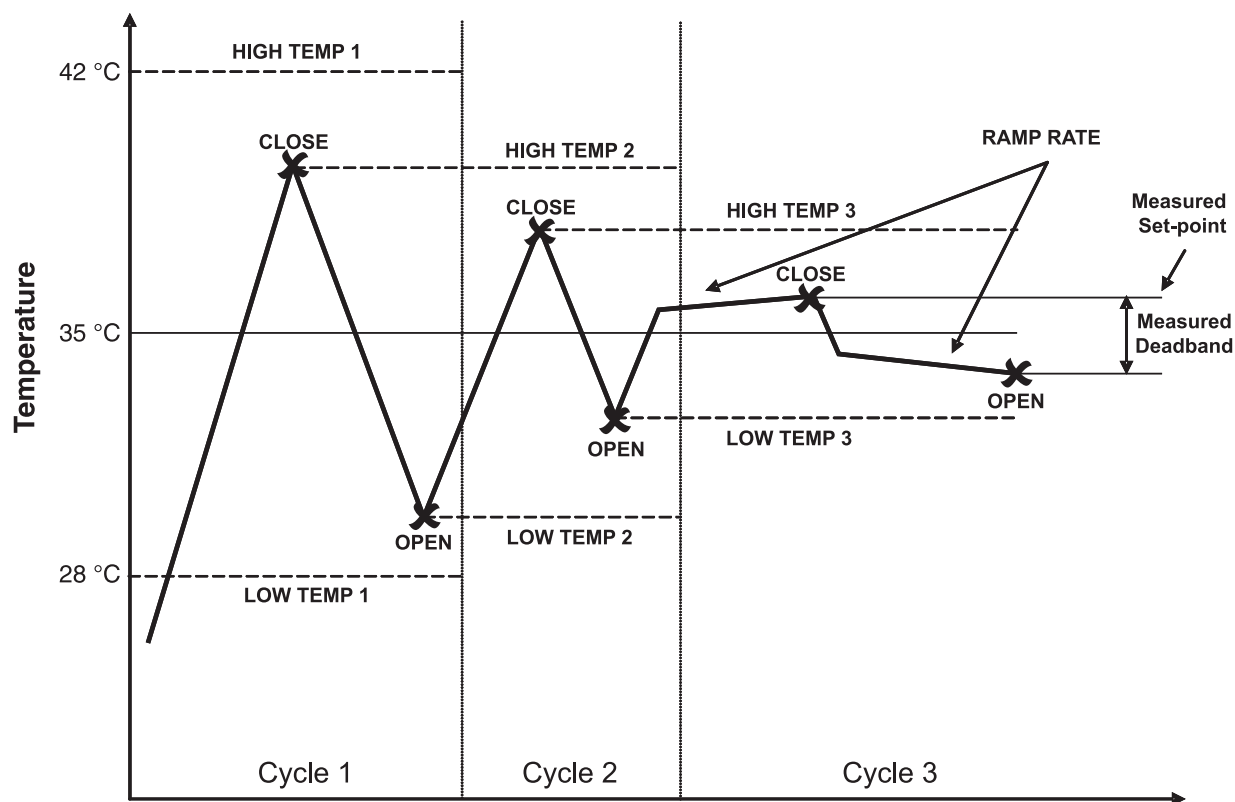 HIGH TEMP 1
42 °C
CLOSE
HIGH TEMP 2
RAMP RATE
CLOSE
HIGH TEMP 3
Measured
Set-point
CLOSE
35 °C
Measured
Deadband
Temperature
OPEN
OPEN
LOW TEMP 3
OPEN
LOW TEMP 2
28 °C
LOW TEMP 1
Cycle 1
Cycle 2
Cycle 3